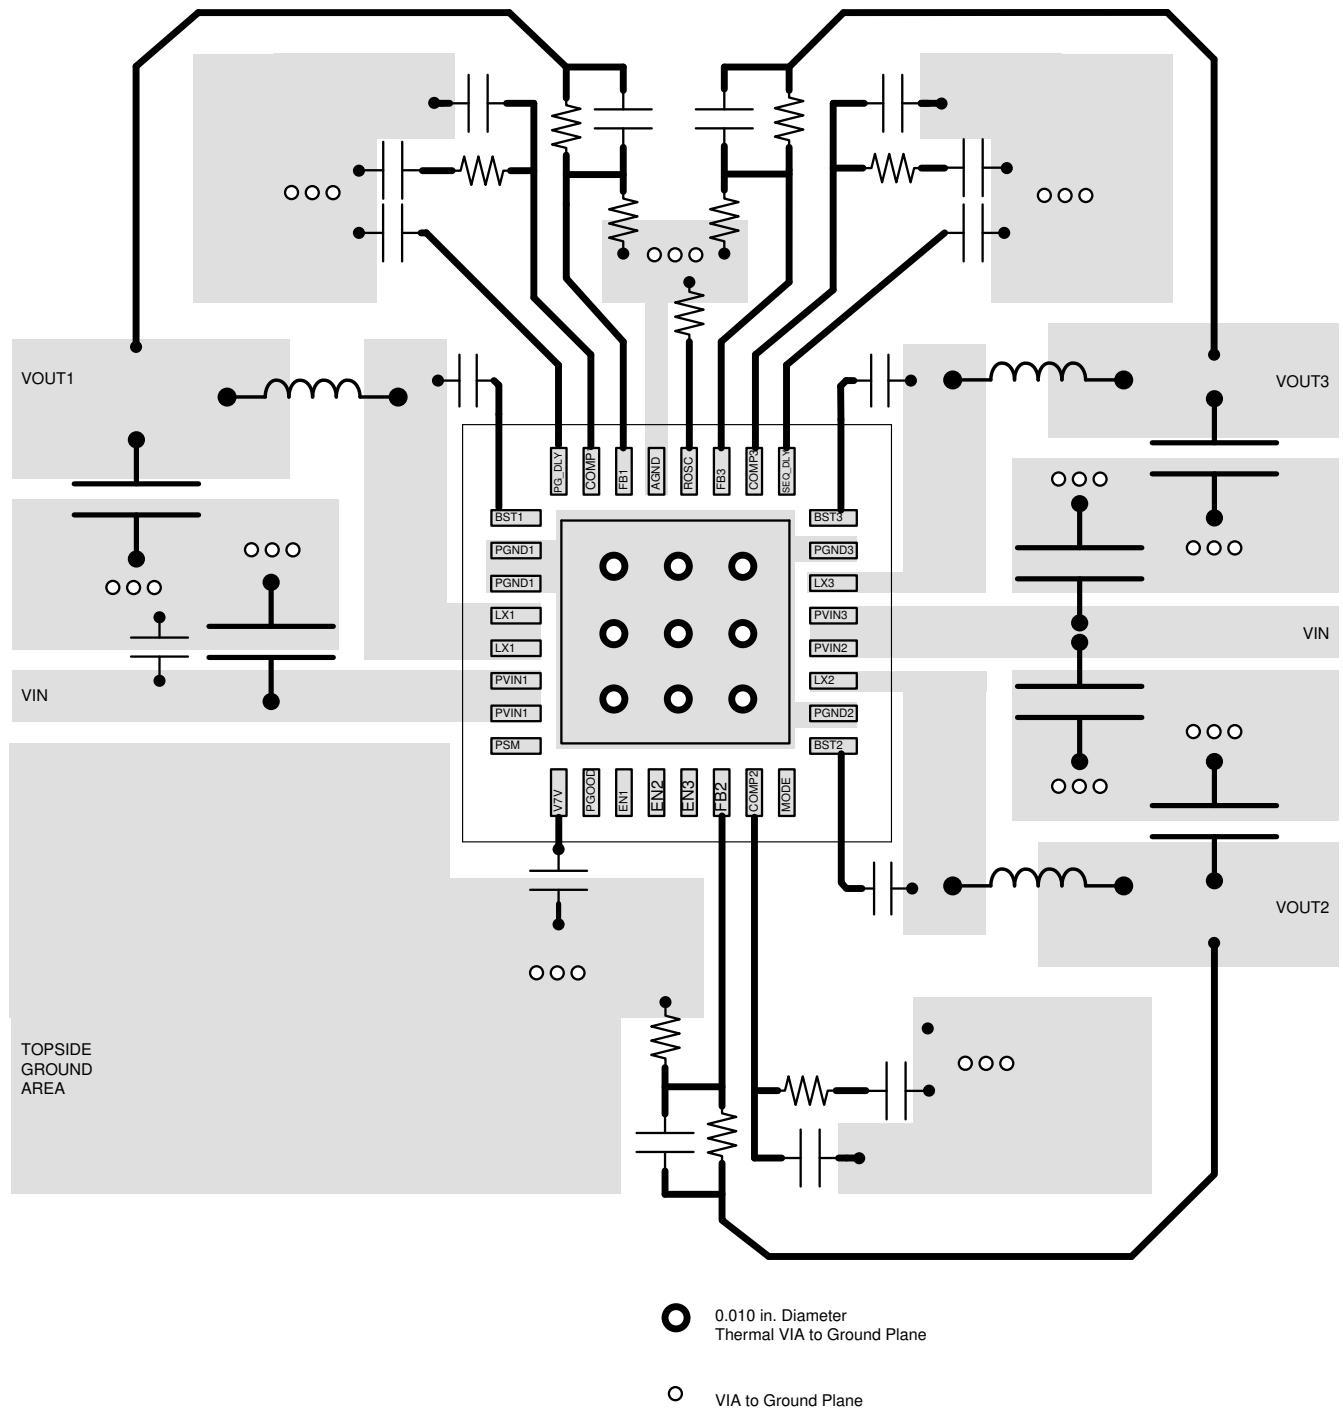 VOUT1
VOUT3
PG_DLY
COMP
FB1
AGND
ROSC
FB3
COMP3
SEQ_DLY
BST1
BST3
PGND1
PGND3
PGND1
LX3
LX1
PVIN3
VIN
LX1
PVIN2
PVIN1
LX2
VIN
PVIN1
PGND2
PSM
BST2
V7V
PGOOD
EN1
EN2
EN3
FB2
COMP2
MODE
VOUT2
TOPSIDE
GROUND
AREA
0.010 in. Diameter
Thermal VIA to Ground Plane
VIA to Ground Plane